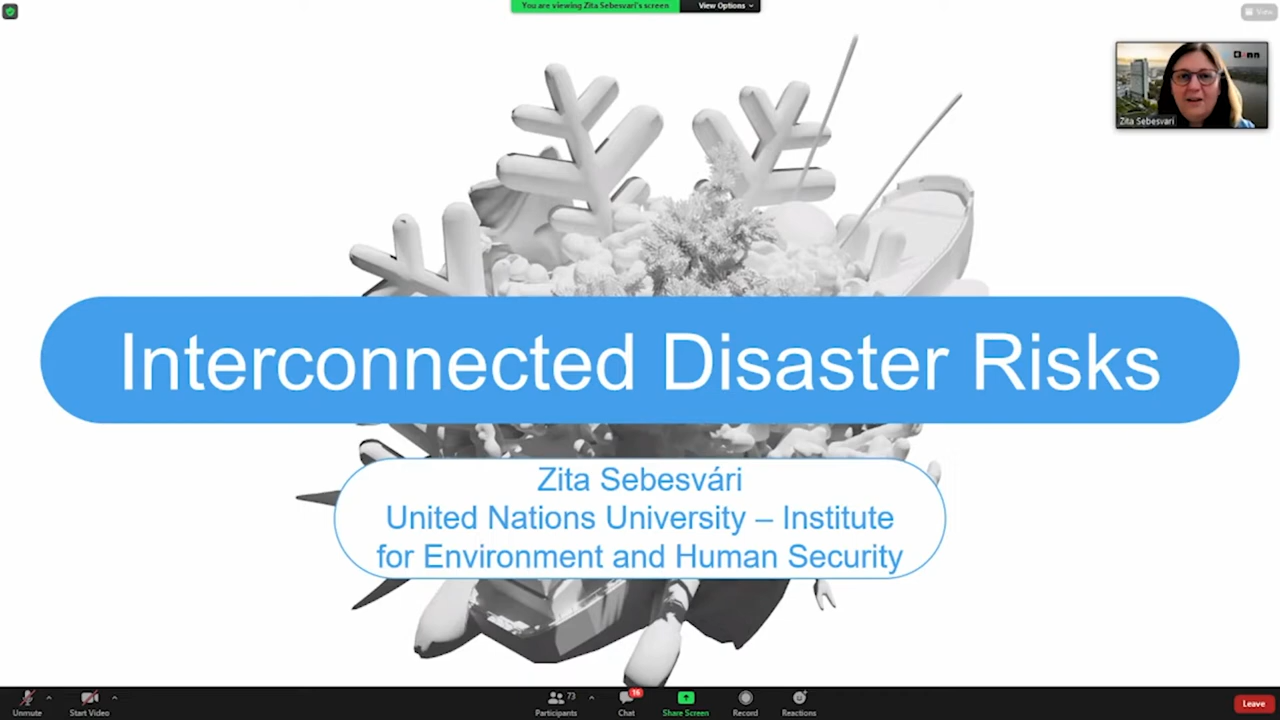 You are viewing Zita Sebesvari's screen
View Options
View
Zita Sebesvari
Interconnected Disaster Risks
Zita Sebesvári
United Nations University – Institute
for Environment and Human Security
Unmute
Start Video
73
Participants
16
Chat
Share Screen
Record
Reactions
Leave